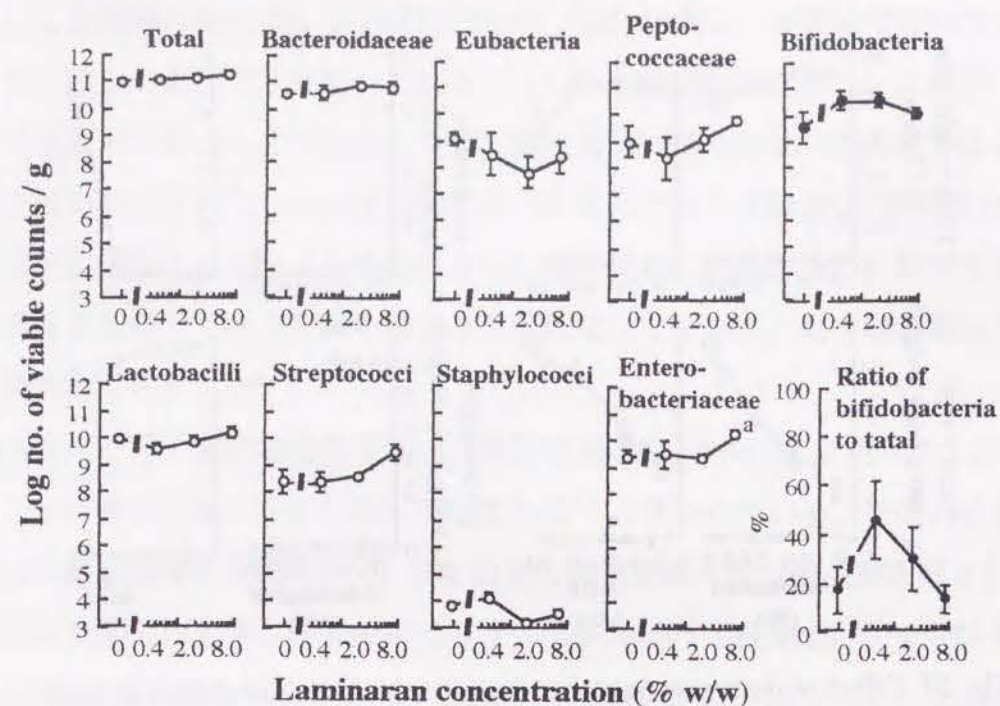 Total
Bacteroidaceae
Eubacteria
Pepto-
coccaceae
Bifidobacteria
12
11
10
9
8
7
6
5
4
3
0 0.4 2.0 8.0
0 0.4 2.0 8.0
0 0.4 2.0 8.0
0 0.4 2.0 8.0
0 0.4 2.0 8.0
Log no. of viable counts / g
Lactobacilli
Streptococci
Staphylococci
Entero-
bacteriaceae
Ratio of
bifidobacteria
to tatal
12
11
10
9
8
7
6
5
4
3
a
%
100
80
60
40
20
0
0 0.4 2.0 8.0
0 0.4 2.0 8.0
0 0.4 2.0 8.0
0 0.4 2.0 8.0
0 0.4 2.0 8.0
Laminaran concentration (% w/w)